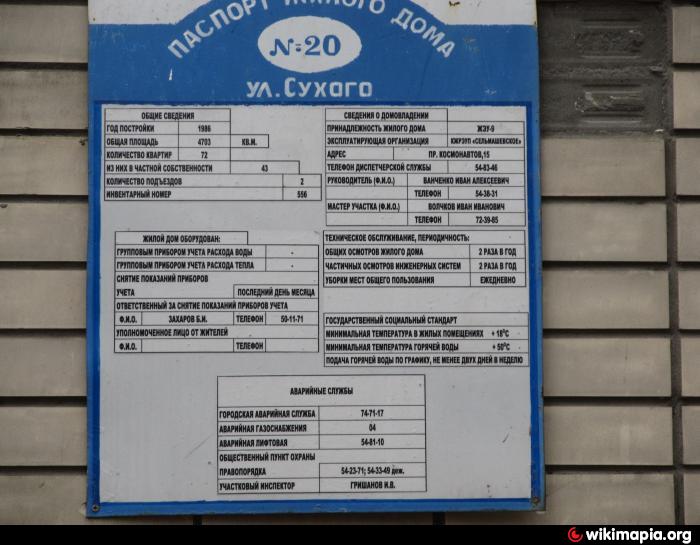 ПАСПОРТ ЖИЛОГО ДОМА
№20
УЛ.СУХОГО
ОБЩИЕ СВЕДЕНИЯ
ГОД ПОСТРОЙКИ 1986
ОБЩАЯ ПЛОЩАДЬ 4703 КВ.М.
КОЛИЧЕСТВО КВАРТИР 72
ИЗ НИХ В ЧАСТНОЙ СОБСТВЕННОСТИ 43
КОЛИЧЕСТВО ПОДЪЕЗДОВ 2
ИНВЕНТАРНЫЙ НОМЕР 556
СВЕДЕНИЯ О ДОМОВЛАДЕНИИ
ПРИНАДЛЕЖНОСТЬ ЖИЛОГО ДОМА ЖЭУ-9
ЭКСПЛУАТИРУЮЩАЯ ОРГАНИЗАЦИЯ КЖРЭУП «СЕЛЬМАШЕВСКОЕ»
АДРЕС ПР. КОСМОНАВТОВ,15
ТЕЛЕФОН ДИСПЕТЧЕРСКОЙ СЛУЖБЫ 54-83-46
РУКОВОДИТЕЛЬ (Ф.И.О.) ВАНЧЕНКО ИВАН АЛЕКСЕЕВИЧ
ТЕЛЕФОН 54-38-31
МАСТЕР УЧАСТКА (Ф.И.О.) ВОЛЧКОВ ИВАН ИВАНОВИЧ
ТЕЛЕФОН 72-39-85
ЖИЛОЙ ДОМ ОБОРУДОВАН:
ГРУППОВЫМ ПРИБОРОМ УЧЕТА РАСХОДА ВОДЫ -
ГРУППОВЫМ ПРИБОРОМ УЧЕТА РАСХОДА ТЕПЛА -
СНЯТИЕ ПОКАЗАНИЙ ПРИБОРОВ
УЧЕТА ПОСЛЕДНИЙ ДЕНЬ МЕСЯЦА
ОТВЕТСТВЕННЫЙ ЗА СНЯТИЕ ПОКАЗАНИЙ ПРИБОРОВ УЧЕТА
Ф.И.О. ЗАХАРОВ Б.И. ТЕЛЕФОН 50-11-71
УПОЛНОМОЧЕННОЕ ЛИЦО ОТ ЖИТЕЛЕЙ
Ф.И.О. ТЕЛЕФОН
ТЕХНИЧЕСКОЕ ОБСЛУЖИВАНИЕ, ПЕРИОДИЧНОСТЬ:
ОБЩИХ ОСМОТРОВ ЖИЛОГО ДОМА 2 РАЗА В ГОД
ЧАСТИЧНЫХ ОСМОТРОВ ИНЖЕНЕРНЫХ СИСТЕМ 2 РАЗА В ГОД
УБОРКИ МЕСТ ОБЩЕГО ПОЛЬЗОВАНИЯ ЕЖЕДНЕВНО
ГОСУДАРСТВЕННЫЙ СОЦИАЛЬНЫЙ СТАНДАРТ
МИНИМАЛЬНАЯ ТЕМПЕРАТУРА В ЖИЛЫХ ПОМЕЩЕНИЯХ + 18⁰С
МИНИМАЛЬНАЯ ТЕМПЕРАТУРА ГОРЯЧЕЙ ВОДЫ + 50⁰С
ПОДАЧА ГОРЯЧЕЙ ВОДЫ ПО ГРАФИКУ, НЕ МЕНЕЕ ДВУХ ДНЕЙ В НЕДЕЛЮ
АВАРИЙНЫЕ СЛУЖБЫ
ГОРОДСКАЯ АВАРИЙНАЯ СЛУЖБА 74-71-17
АВАРИЙНАЯ ГАЗОСНАБЖЕНИЯ 04
АВАРИЙНАЯ ЛИФТОВАЯ 54-81-10
ОБЩЕСТВЕННЫЙ ПУНКТ ОХРАНЫ
ПРАВОПОРЯДКА 54-23-71; 54-33-49 деж.
УЧАСТКОВЫЙ ИНСПЕКТОР ГРИШАНОВ И.В.
wikimapia.org